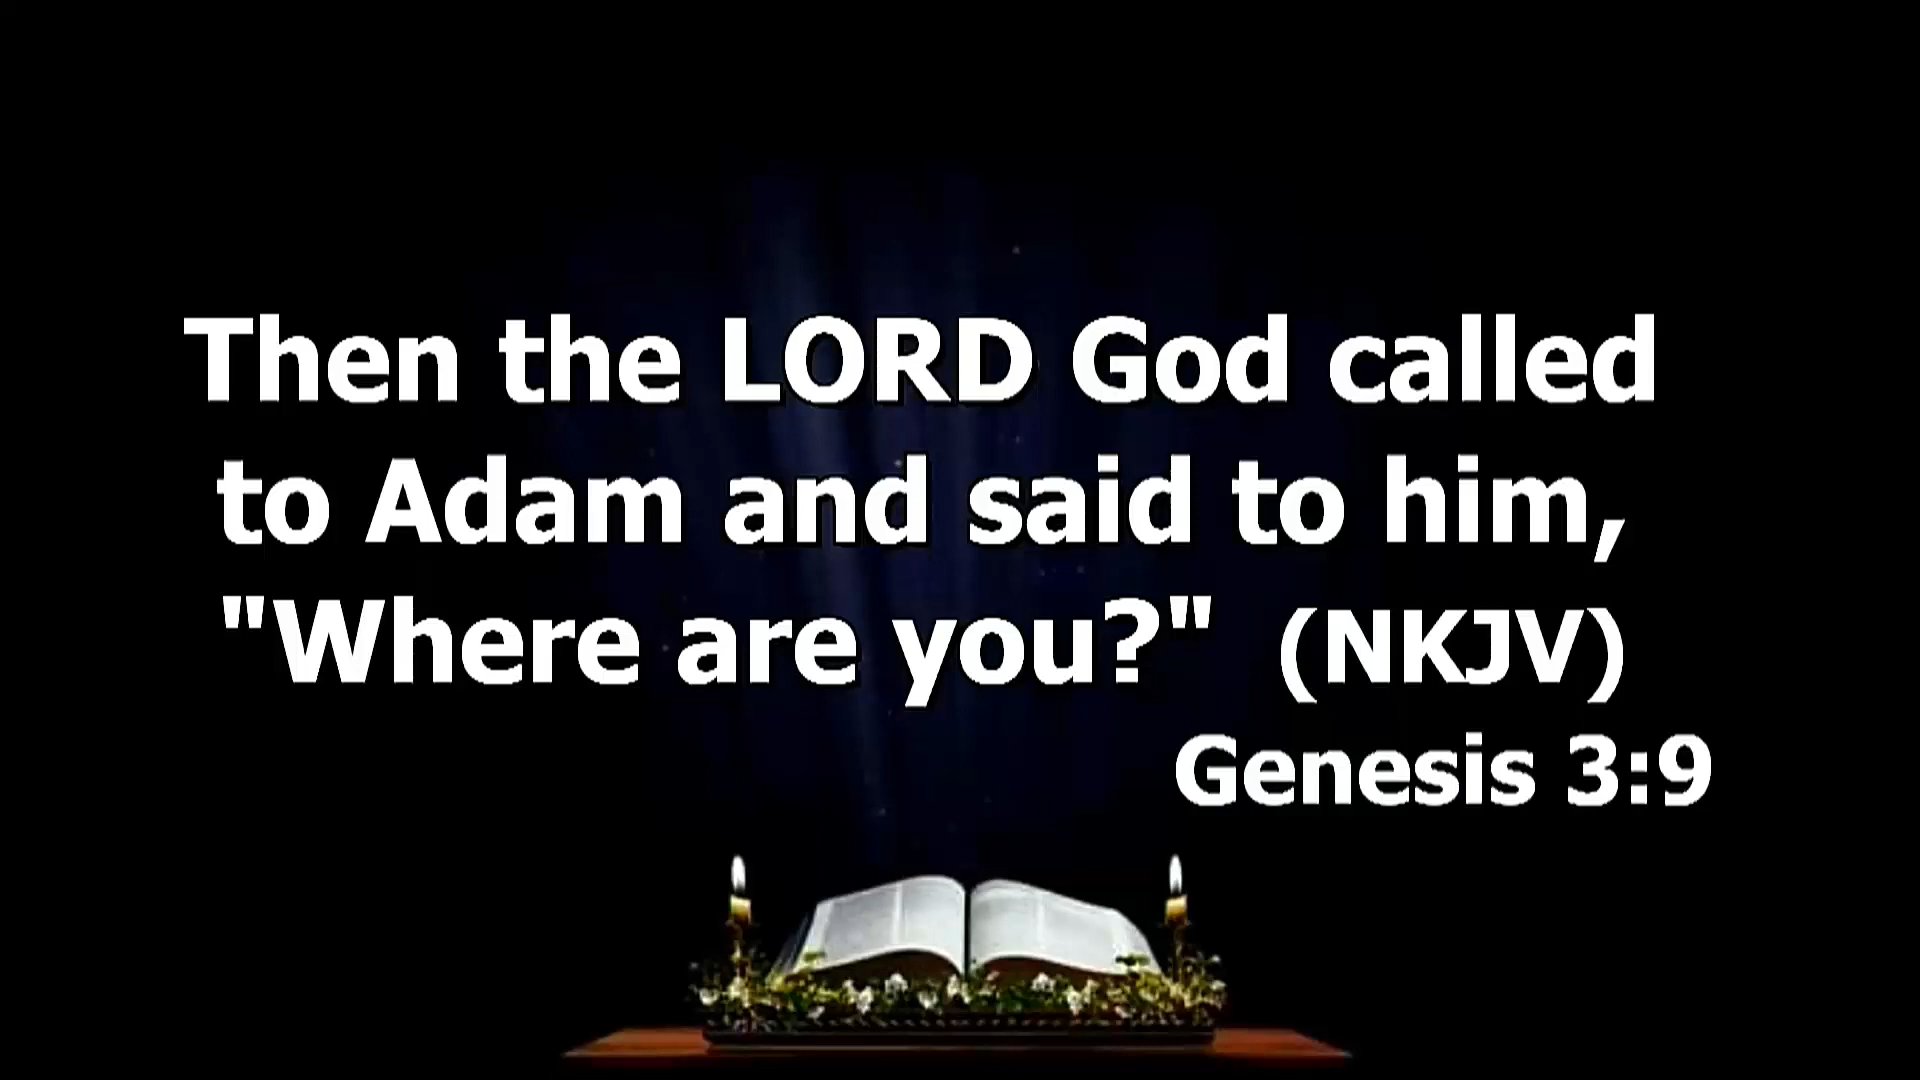 Then the LORD God called
to Adam and said to him,
"Where are you?" (NKJV)
Genesis 3:9